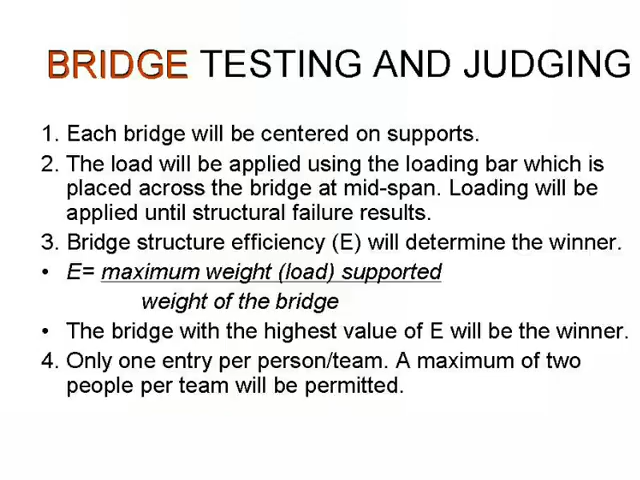 BRIDGE TESTING AND JUDGING
1. Each bridge will be centered on supports.
2. The load will be applied using the loading bar which is
placed across the bridge at mid-span. Loading will be
applied until structural failure results.
3. Bridge structure efficiency (E) will determine the winner.
• E= maximum weight (load) supported
weight of the bridge
• The bridge with the highest value of E will be the winner.
4. Only one entry per person/team. A maximum of two
people per team will be permitted.